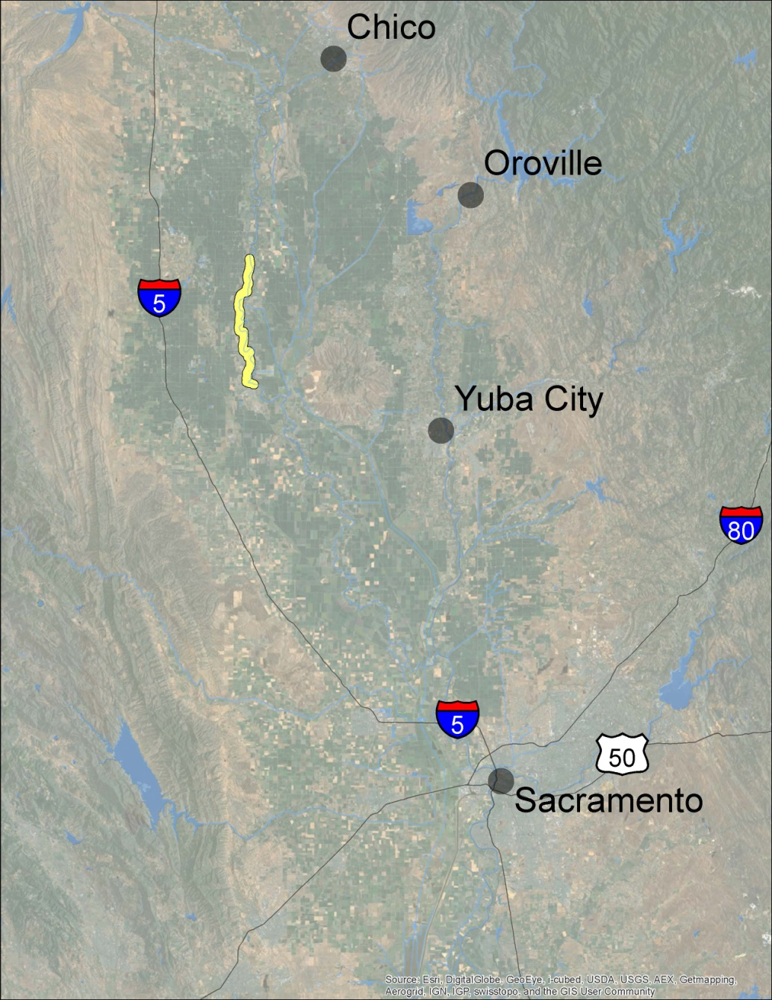 Chico
Oroville
5
Yuba City
80
5
50
Sacramento
Source: Esri, DigitalGlobe, GeoEye, i-cubed, USDA, USGS, AEX, Getmapping,
Aerogrid, IGN, IGP, swisstopo, and the GIS User Community